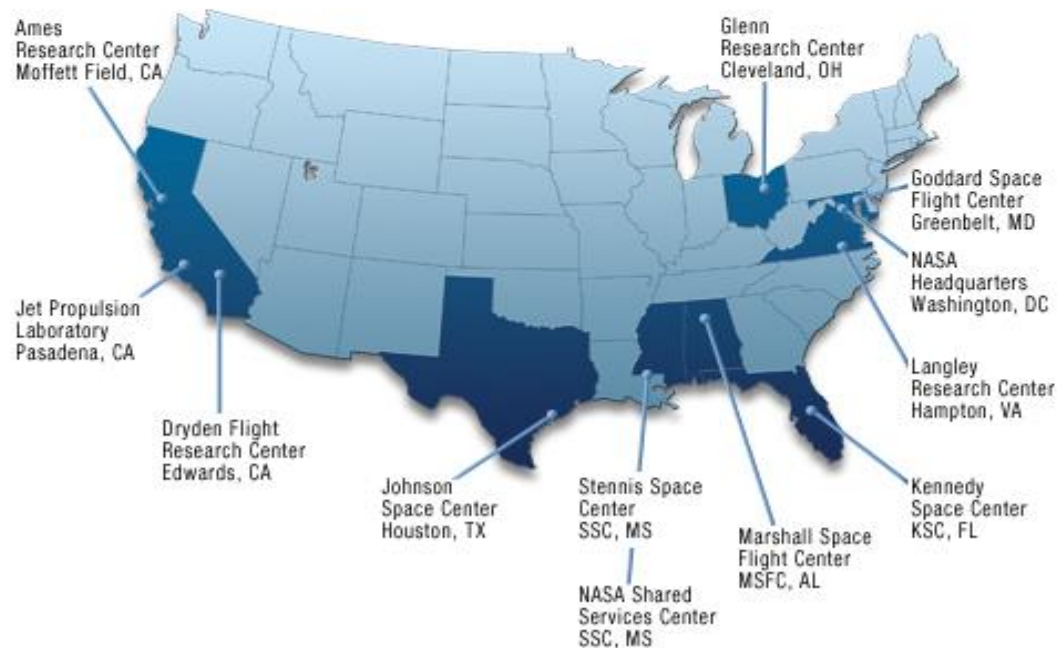 Ames
Research Center
Moffett Field, CA
Glenn
Research Center
Cleveland, OH
Goddard Space
Flight Center
Greenbelt, MD
NASA
Headquarters
Washington, DC
Jet Propulsion
Laboratory
Pasadena, CA
Langley
Research Center
Hampton, VA
Dryden Flight
Research Center
Edwards, CA
Johnson
Space Center
Houston, TX
Stennis Space
Center
SSC, MS
Kennedy
Space Center
KSC, FL
Marshall Space
Flight Center
MSFC, AL
NASA Shared
Services Center
SSC, MS